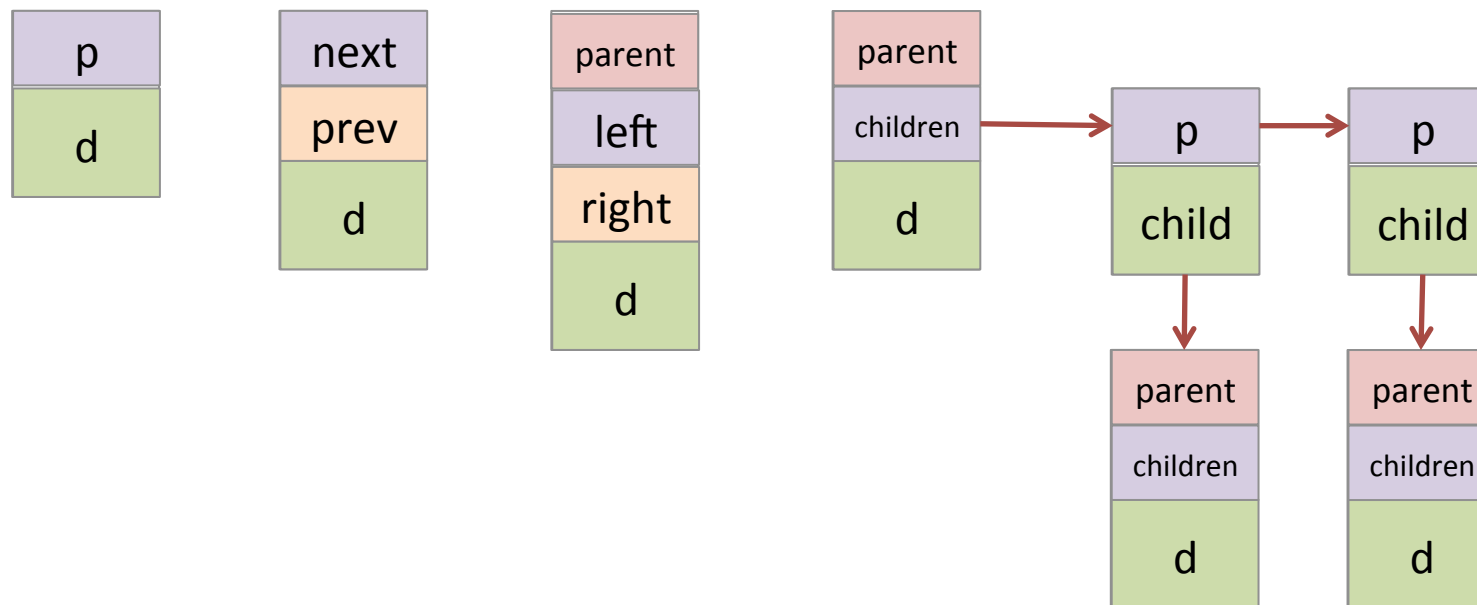 p
d
next
prev
d
parent
left
right
d
parent
children
d
p
child
parent
children
d
p
child
parent
children
d